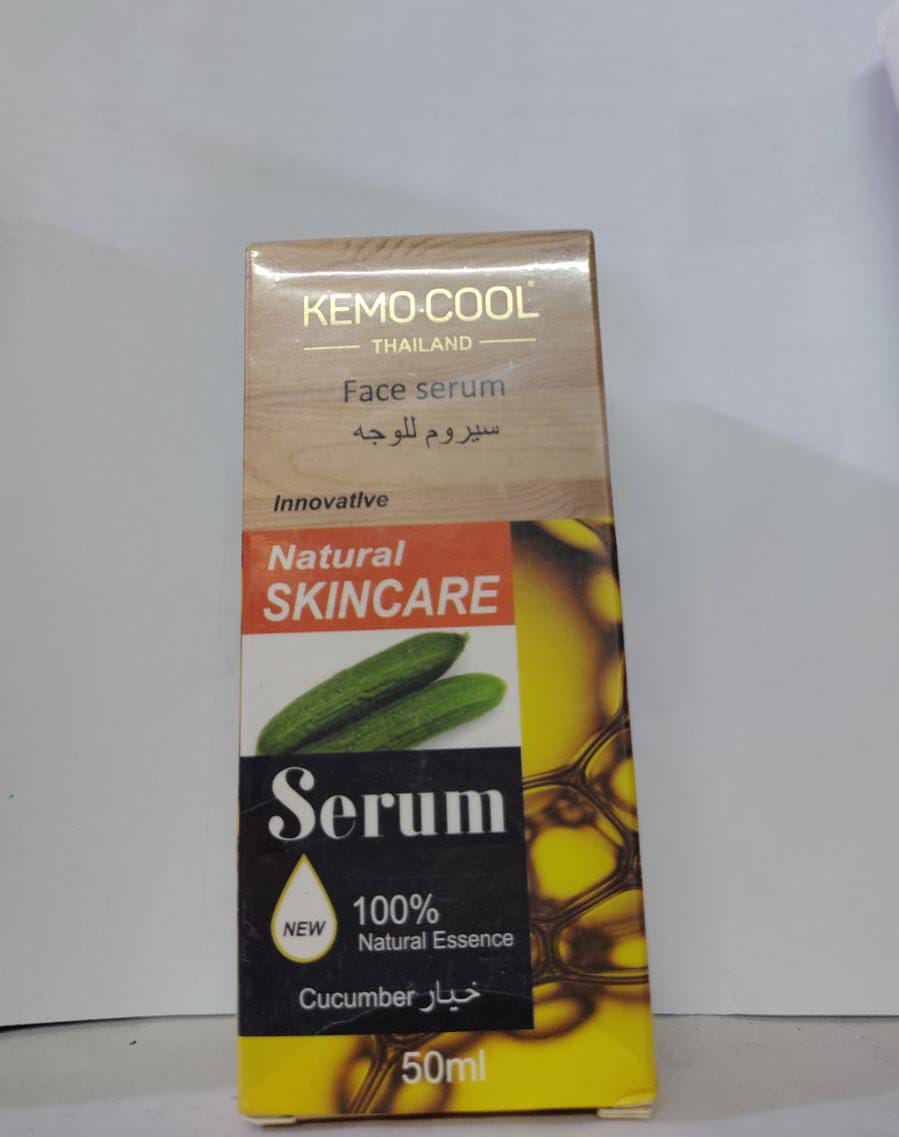 KEMO·COOL®
THAILAND
Face serum
سيروم للوجه
Innovative
Natural
SKINCARE
Serum
NEW
100%
Natural Essence
Cucumber خيار
50ml